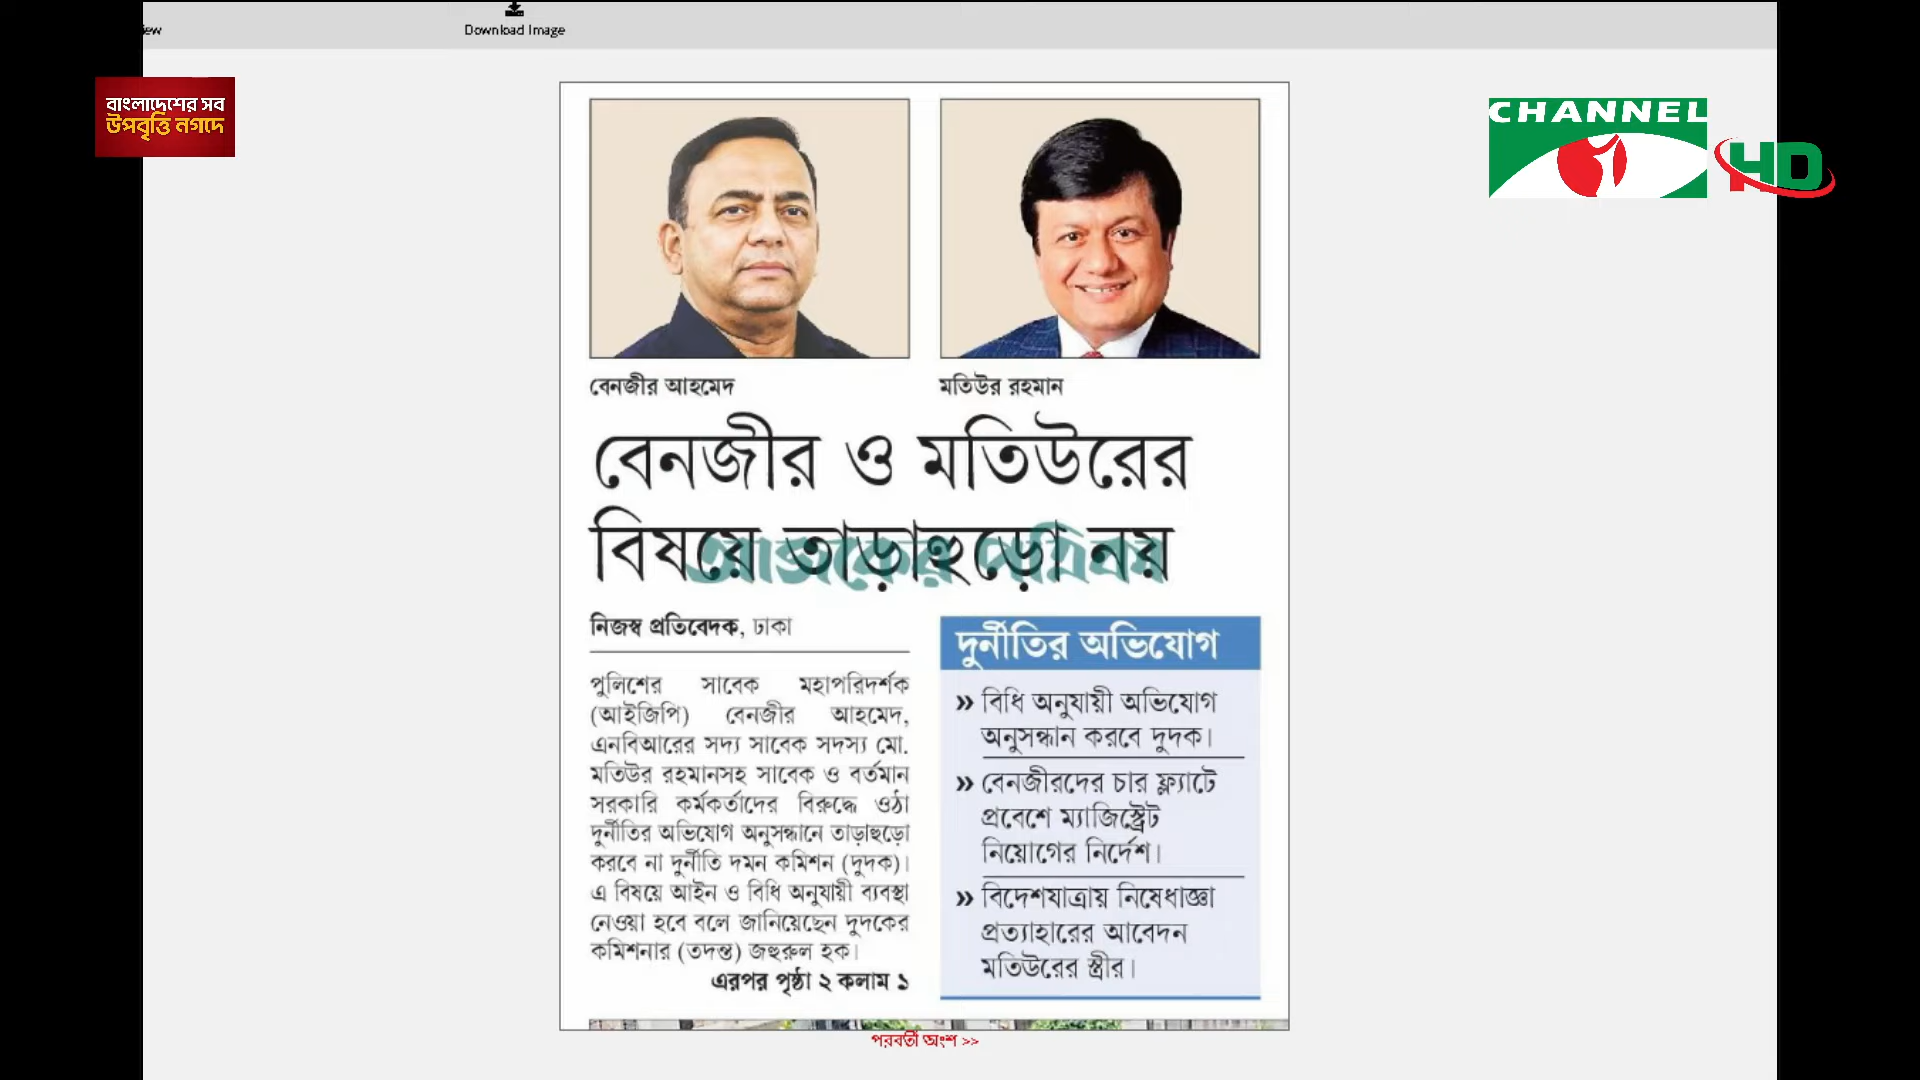 Download Image
বাংলাদেশের সব
উপবৃত্তি নগদে
CHANNEL
i
HD
বেনজীর আহমেদ
মতিউর রহমান
বেনজীর ও মতিউরের
বিষয়ে তাড়াহুড়ো নয়
আজকের পত্রিকা
নিজস্ব প্রতিবেদক, ঢাকা
পুলিশের সাবেক মহাপরিদর্শক
(আইজিপি) বেনজীর আহমেদ,
এনবিআরের সদ্য সাবেক সদস্য মো.
মতিউর রহমানসহ সাবেক ও বর্তমান
সরকারি কর্মকর্তাদের বিরুদ্ধে ওঠা
দুর্নীতির অভিযোগ অনুসন্ধানে তাড়াহুড়ো
করবে না দুর্নীতি দমন কমিশন (দুদক)।
এ বিষয়ে আইন ও বিধি অনুযায়ী ব্যবস্থা
নেওয়া হবে বলে জানিয়েছেন দুদকের
কমিশনার (তদন্ত) জহুরুল হক।
এরপর পৃষ্ঠা ২ কলাম ১
দুর্নীতির অভিযোগ
» বিধি অনুযায়ী অভিযোগ
অনুসন্ধান করবে দুদক।
» বেনজীরদের চার ফ্ল্যাটে
প্রবেশে ম্যাজিস্ট্রেট
নিয়োগের নির্দেশ।
» বিদেশযাত্রায় নিষেধাজ্ঞা
প্রত্যাহারের আবেদন
মতিউরের স্ত্রীর।
পরবর্তী অংশ >>